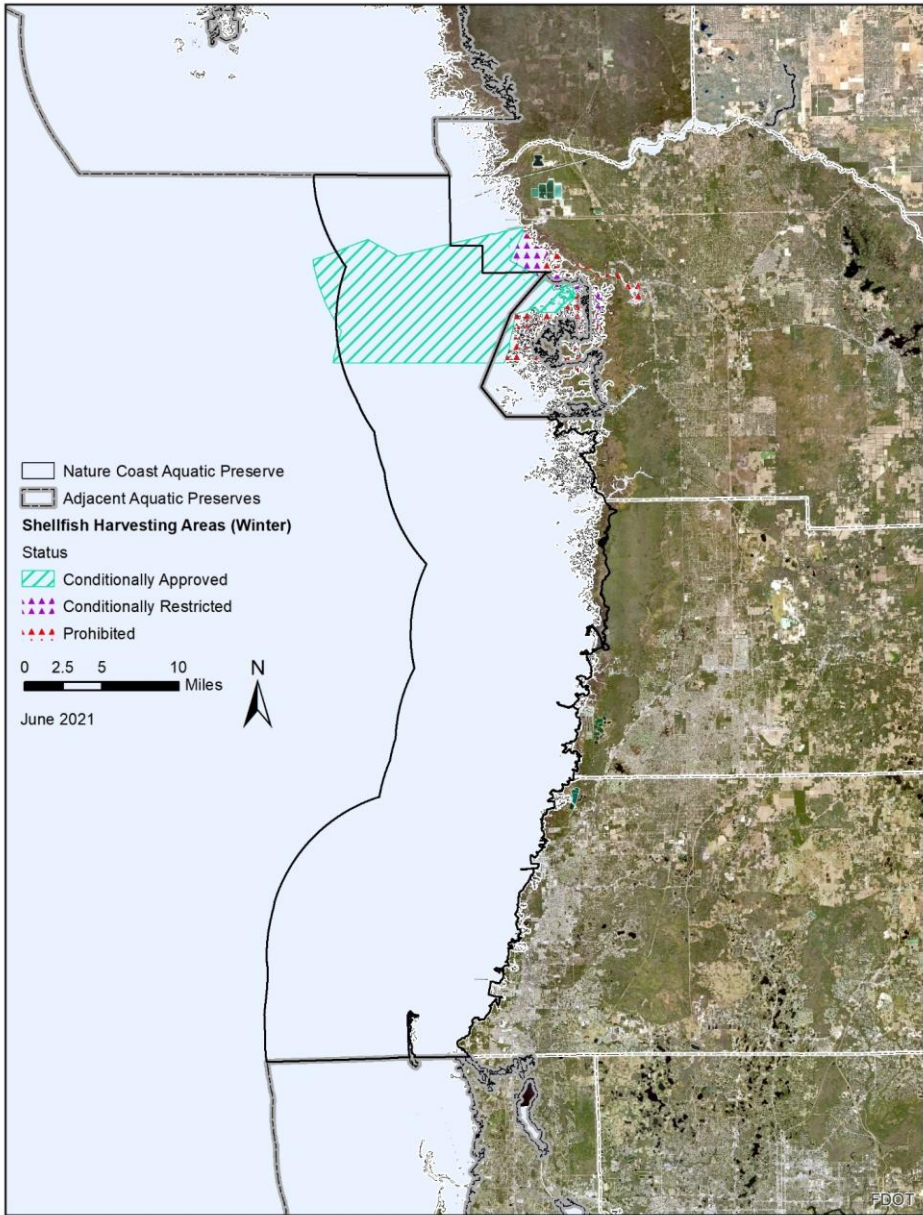 Nature Coast Aquatic Preserve
Adjacent Aquatic Preserves
Shellfish Harvesting Areas (Winter)
Status
Conditionally Approved
Conditionally Restricted
Prohibited
0 2.5 5 10
Miles
N
June 2021
FDOT